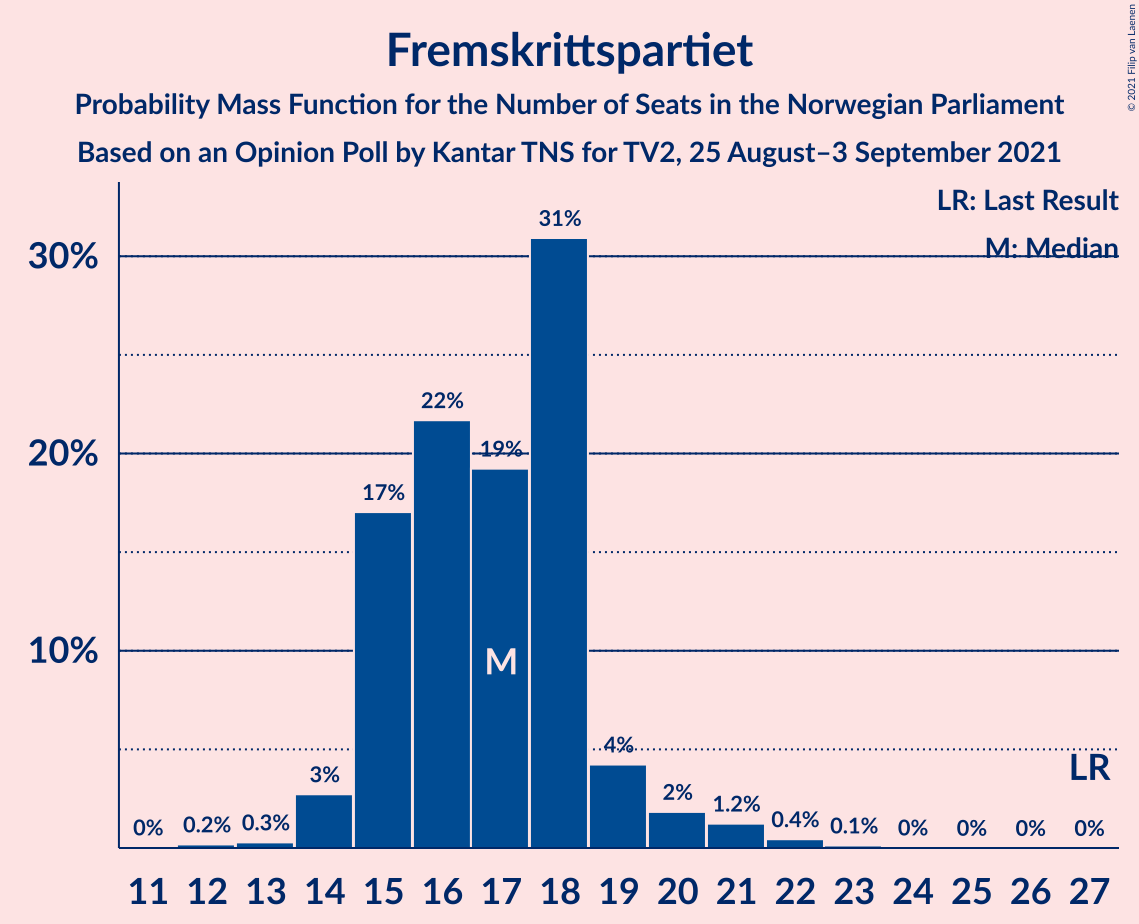 Fremskrittspartiet
Probability Mass Function for the Number of Seats in the Norwegian Parliament
Based on an Opinion Poll by Kantar TNS for TV2, 25 August–3 September 2021
© 2021 Filip van Laenen
LR: Last Result
M: Median
30%
20%
10%
0% 0.2% 0.3% 3% 17% 22% 19% 31% 4% 2% 1.2% 0.4% 0.1% 0% 0% 0% 0%
M
LR
11 12 13 14 15 16 17 18 19 20 21 22 23 24 25 26 27